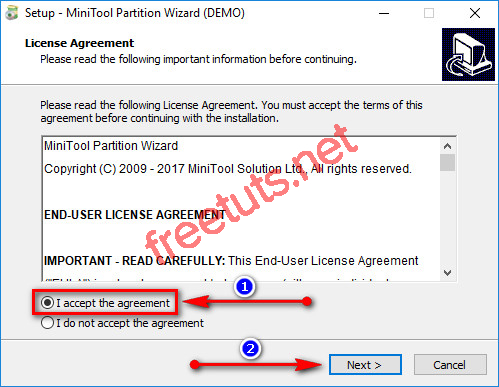 Setup - MiniTool Partition Wizard (DEMO)
License Agreement
Please read the following important information before continuing.
Please read the following License Agreement. You must accept the terms of this
agreement before continuing with the installation.
MiniTool Partition Wizard
Copyright (C) 2009 - 2017 MiniTool Solution Ltd., All rights reserved.
freetuts.net
END-USER LICENSE AGREEMENT
IMPORTANT - READ CAREFULLY: This End-User License Agreement
I accept the agreement
1
I do not accept the agreement
2
Next >
Cancel